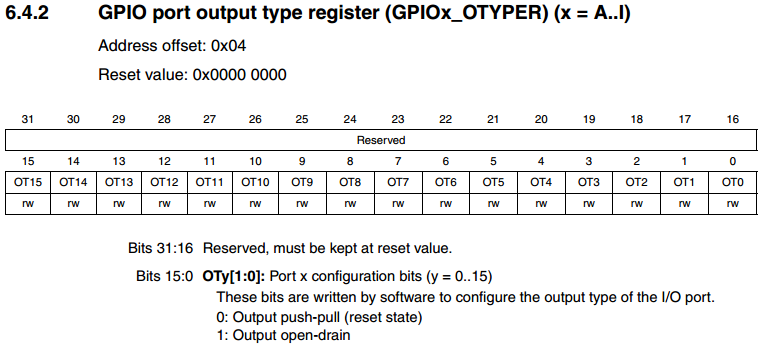 6.4.2 GPIO port output type register (GPIOx_OTYPER) (x = A..I)
Address offset: 0x04
Reset value: 0x0000 0000
31 30 29 28 27 26 25 24 23 22 21 20 19 18 17 16
Reserved
15 14 13 12 11 10 9 8 7 6 5 4 3 2 1 0
OT15 OT14 OT13 OT12 OT11 OT10 OT9 OT8 OT7 OT6 OT5 OT4 OT3 OT2 OT1 OT0
rw rw rw rw rw rw rw rw rw rw rw rw rw rw rw rw
Bits 31:16 Reserved, must be kept at reset value.
Bits 15:0 OTy[1:0]: Port x configuration bits (y = 0..15)
These bits are written by software to configure the output type of the I/O port.
0: Output push-pull (reset state)
1: Output open-drain